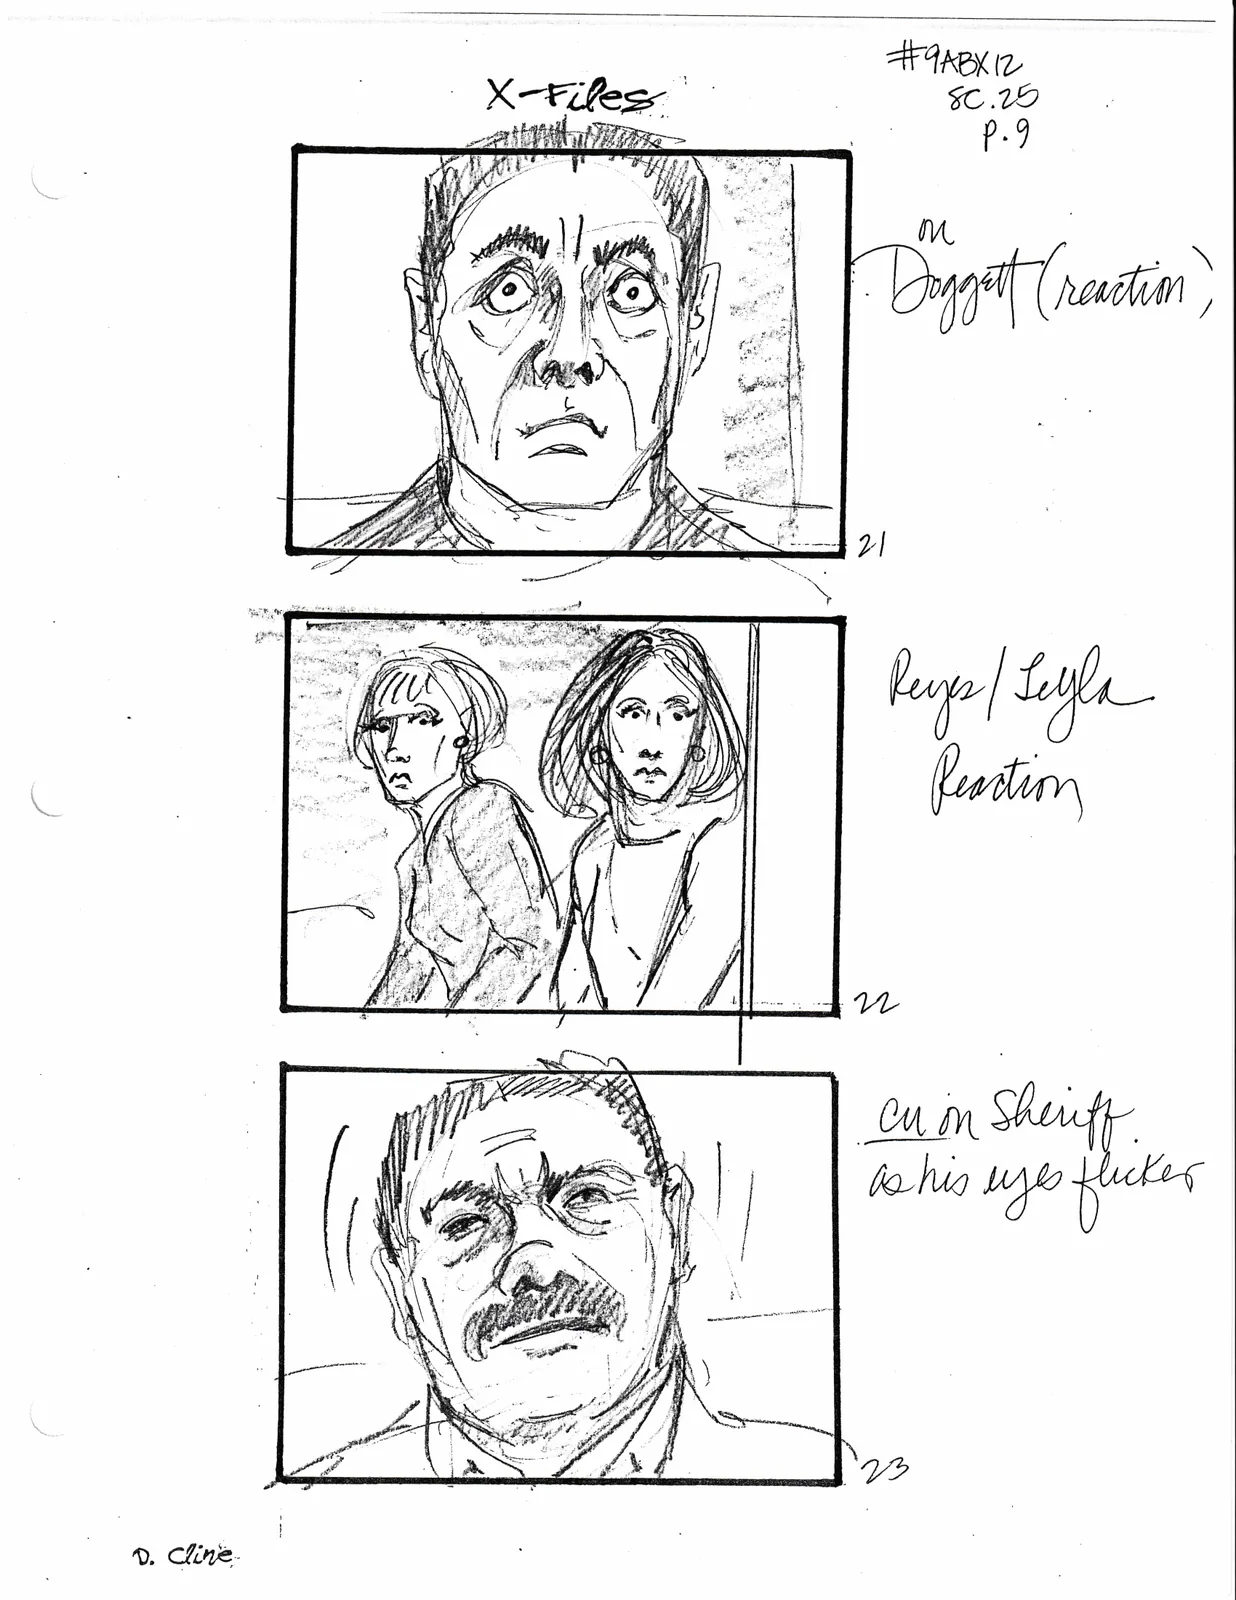 X-Files
#9ABX12
SC.25
P.9
on
Doggett (reaction)
21
Reyes/Leyla
Reaction
22
CU on Sheriff
as his eyes flicker
23
D. Cline